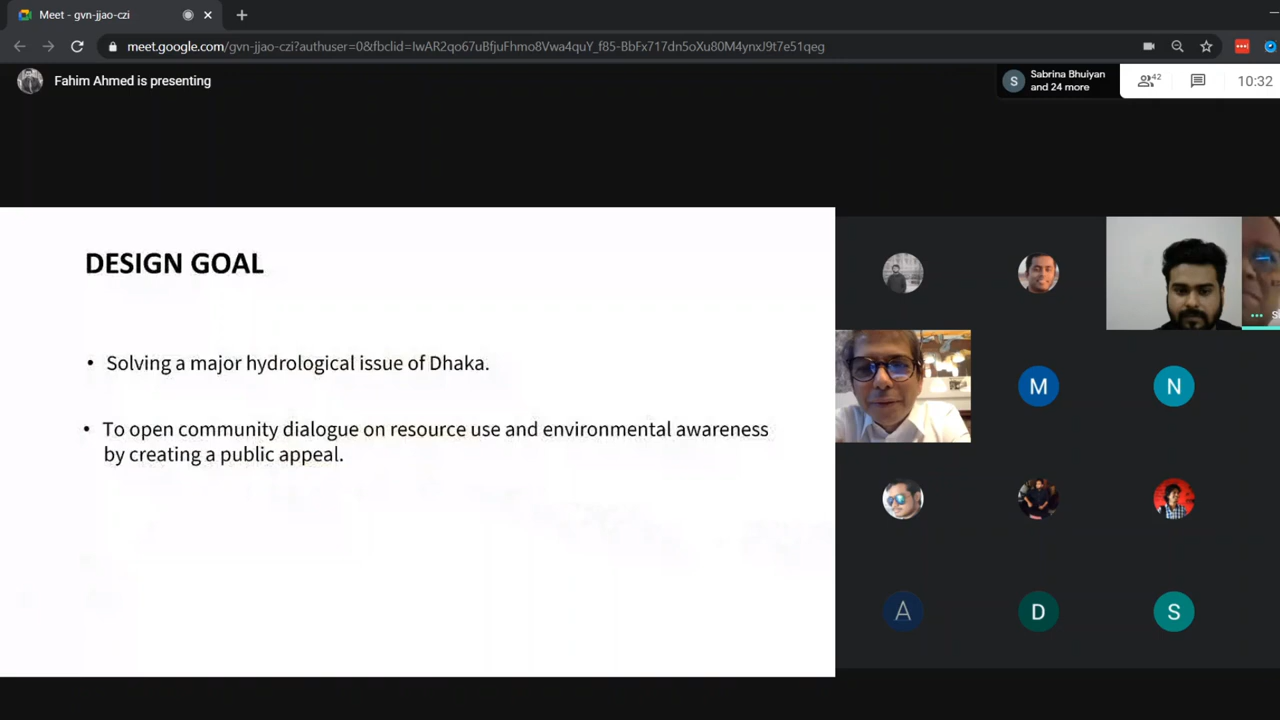 Meet - gvn-jjao-czi
meet.google.com/gvn-jjao-czi?authuser=0&fbclid=IwAR2qo67uBfjuFhmo8Vwa4quY_f85-BbFx717dn5oXu80M4ynxJ9t7e51qeg
Fahim Ahmed is presenting
S
Sabrina Bhuiyan
and 24 more
42
10:32
DESIGN GOAL
• Solving a major hydrological issue of Dhaka.
• To open community dialogue on resource use and environmental awareness
by creating a public appeal.
M
N
A
D
S